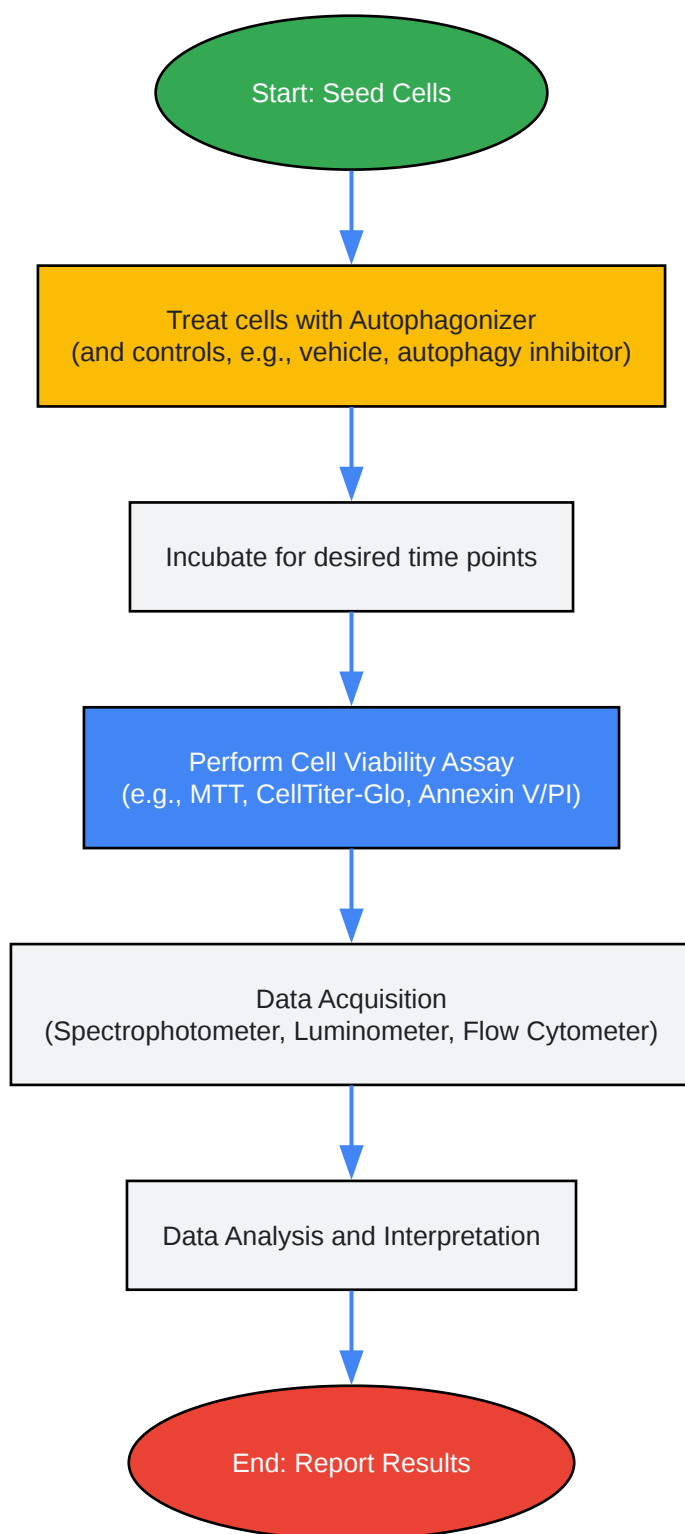 Start: Seed Cells
Treat cells with Autophagonizer
(and controls, e.g., vehicle, autophagy inhibitor)
Incubate for desired time points
Perform Cell Viability Assay
(e.g., MTT, CellTiter-Glo, Annexin V/PI)
Data Acquisition
(Spectrophotometer, Luminometer, Flow Cytometer)
Data Analysis and Interpretation
End: Report Results